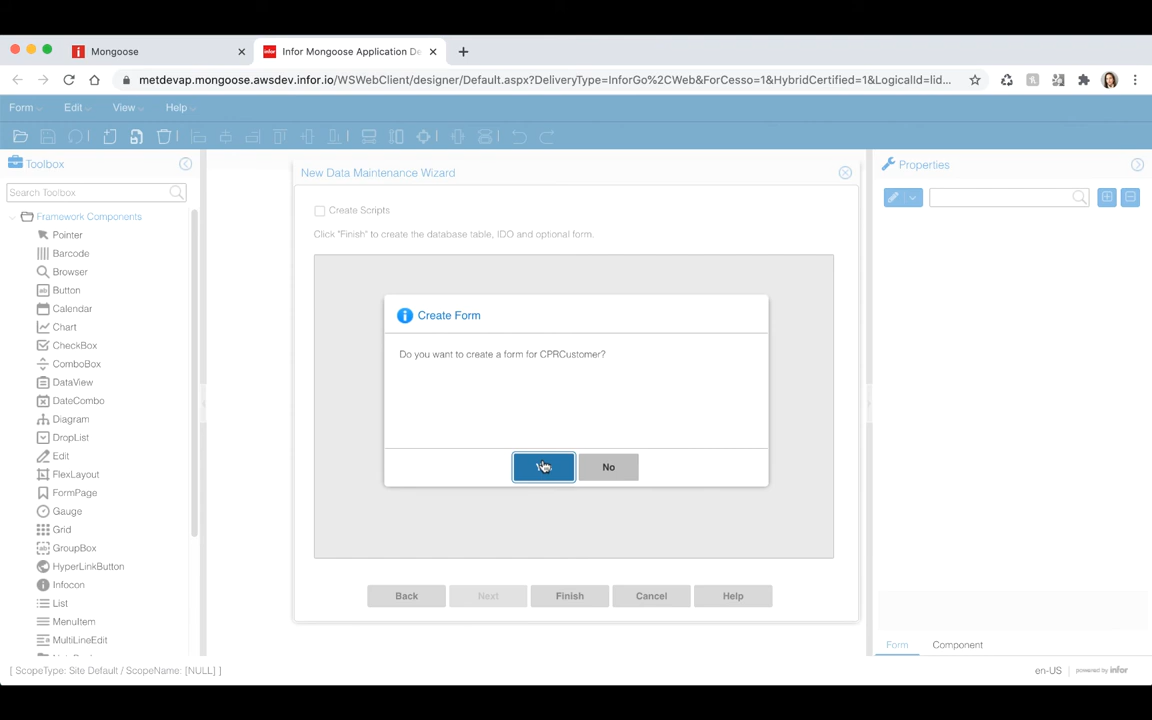 Mongoose
Infor Mongoose Application De
metdevap.mongoose.awsdev.infor.io/WSWebClient/designer/Default.aspx?DeliveryType=InforGo%2CWeb&ForCesso=1&HybridCertified=1&LogicalId=lid...
Form Edit View Help
Toolbox
Search Toolbox
Framework Components
Pointer
Barcode
Browser
Button
Calendar
Chart
CheckBox
ComboBox
DataView
DateCombo
Diagram
DropList
Edit
FlexLayout
FormPage
Gauge
Grid
GroupBox
HyperLinkButton
Infocon
List
MenuItem
MultiLineEdit
New Data Maintenance Wizard
Create Scripts
Click "Finish" to create the database table, IDO and optional form.
Create Form
Do you want to create a form for CPRCustomer?
No
Back Next Finish Cancel Help
Properties
Form Component
[ ScopeType: Site Default / ScopeName: [NULL] ]
en-US powered by infor